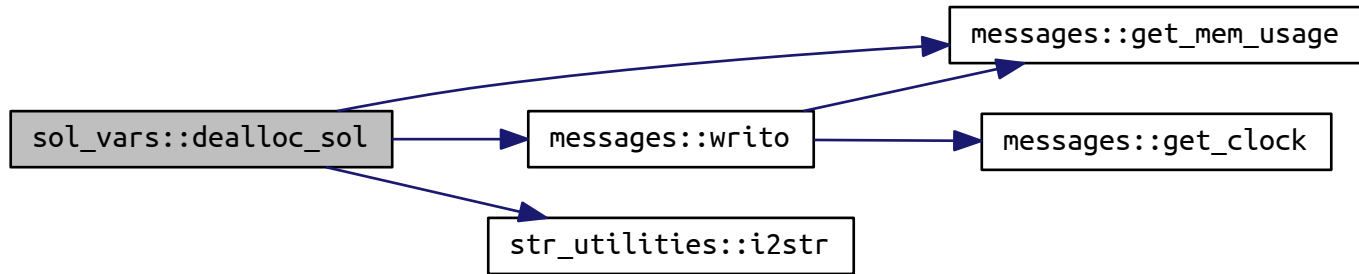 messages::get_mem_usage
sol_vars::dealloc_sol
messages::writo
messages::get_clock
str_utilities::i2str